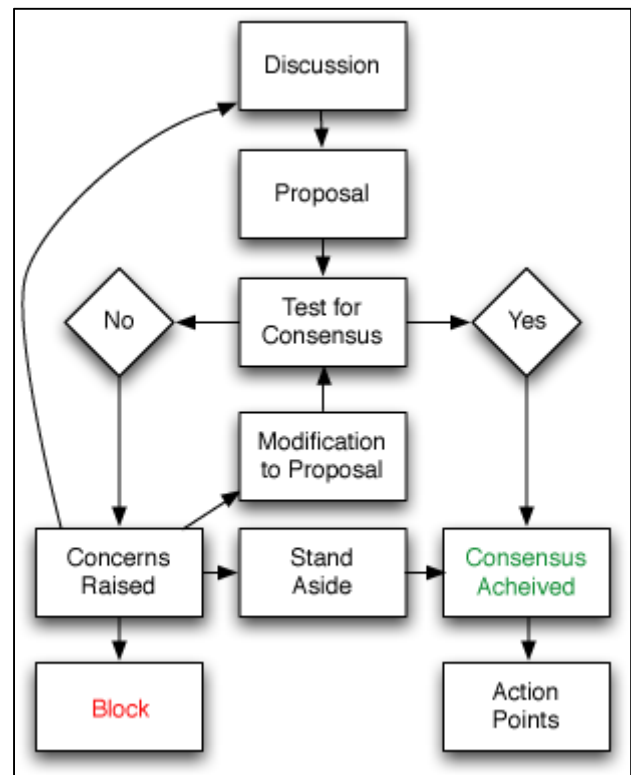 Discussion
Proposal
No
Test for
Consensus
Yes
Modification
to Proposal
Concerns
Raised
Stand
Aside
Consensus
Acheived
Block
Action
Points